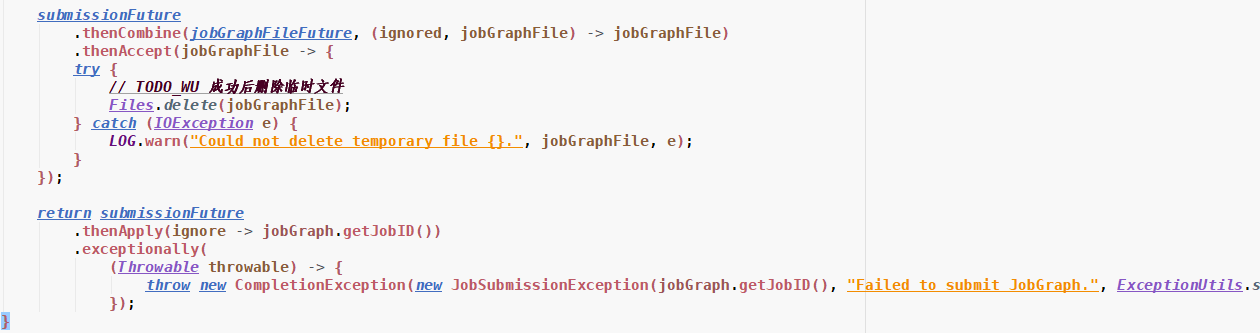 submissionFuture
.thenCombine(jobGraphFileFuture, (ignored, jobGraphFile) -> jobGraphFile)
.thenAccept(jobGraphFile -> {
try {
// TODO_WU 成功后删除临时文件
Files.delete(jobGraphFile);
} catch (IOException e) {
LOG.warn("Could not delete temporary file {}.", jobGraphFile, e);
}
});
return submissionFuture
.thenApply(ignore -> jobGraph.getJobID())
.exceptionally(
(Throwable throwable) -> {
throw new CompletionException(new JobSubmissionException(jobGraph.getJobID(), "Failed to submit JobGraph.", ExceptionUtils.s
});
}